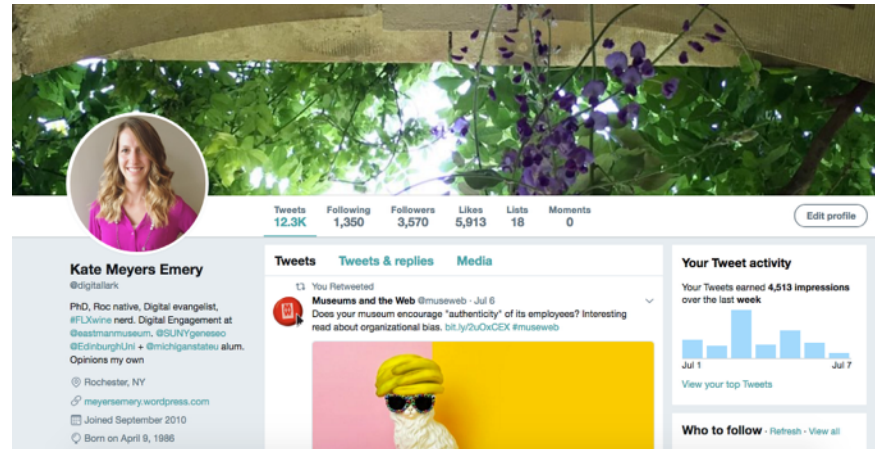 Tweets Following Followers Likes Lists Moments
12.3K 1,350 3,570 5,913 18 0
Edit profile
Kate Meyers Emery
@digitallark
PhD, Roc native, Digital evangelist,
#FLXwine nerd. Digital Engagement at
@eastmanmuseum. @SUNYgeneseo
@EdinburghUni + @michiganstateu alum.
Opinions my own
Rochester, NY
meyersemery.wordpress.com
Joined September 2010
Born on April 9, 1986
Tweets Tweets & replies Media
You Retweeted
Museums and the Web @museweb · Jul 6
Does your museum encourage "authenticity" of its employees? Interesting
read about organizational bias. bit.ly/2uOxCEX #museweb
Your Tweet activity
Your Tweets earned 4,513 impressions
over the last week
Jul 1 Jul 7
View your top Tweets
Who to follow · Refresh · View all